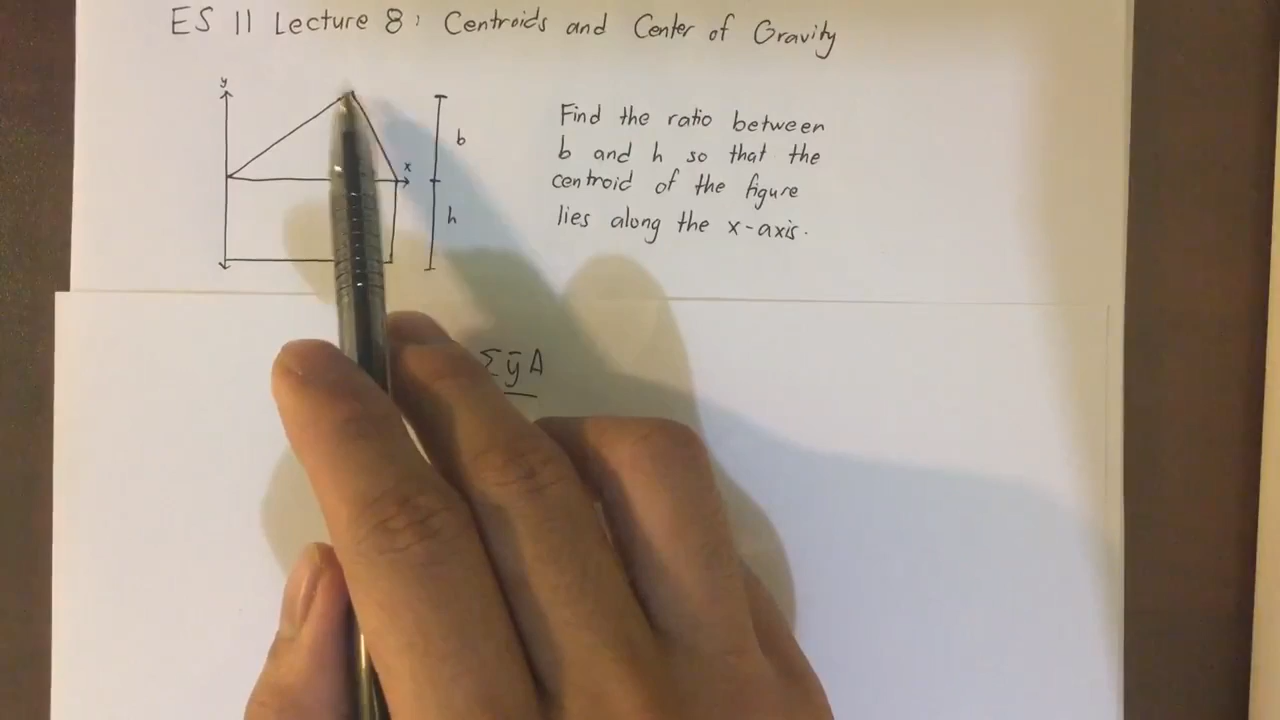 ES 11 Lecture 8: Centroids and Center of Gravity
y
x
b
h
Find the ratio between
b and h so that the
centroid of the figure
lies along the x-axis.
Σ ȳ A